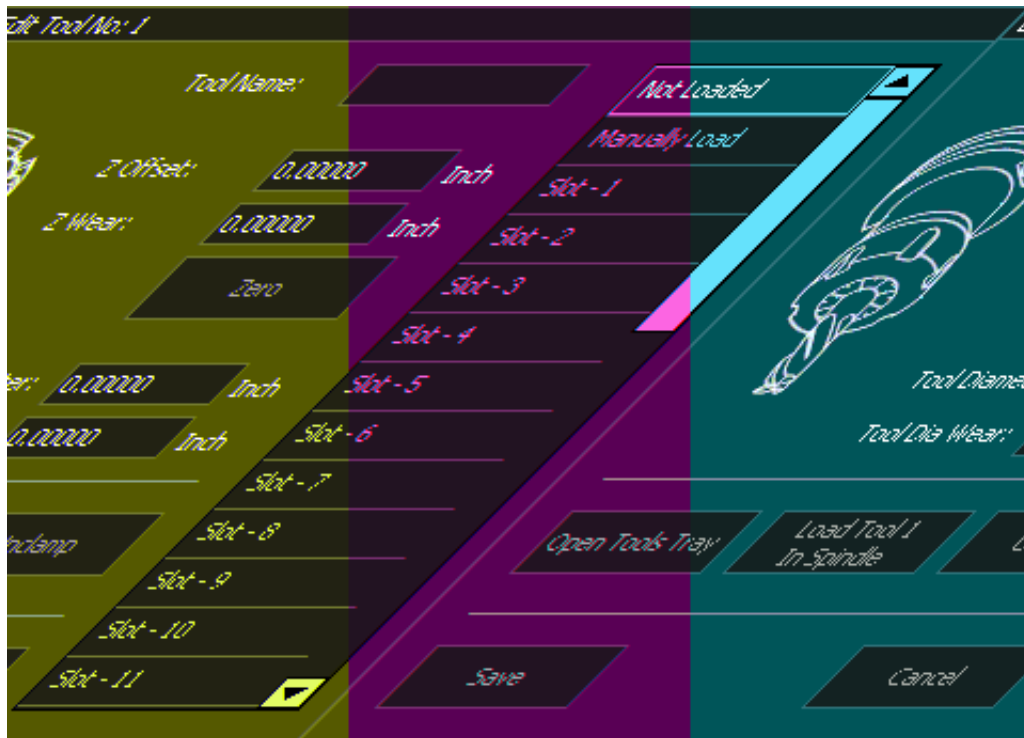 Edit Tool No: 1
Tool Name:
Not Loaded
Manually Load
Z Offset:
0.00000
Inch
Slot - 1
Z Wear:
0.00000
Inch
Slot - 2
Zero
Slot - 3
Slot - 4
0.00000
Inch
Slot - 5
Tool
0.00000
Inch
Slot - 6
Tool Dia Wear:
Slot - 7
Slot - 8
Open Tools Tray
Load Tool 1
In Spindle
Slot - 9
Slot - 10
Slot - 11
Save
Cancel